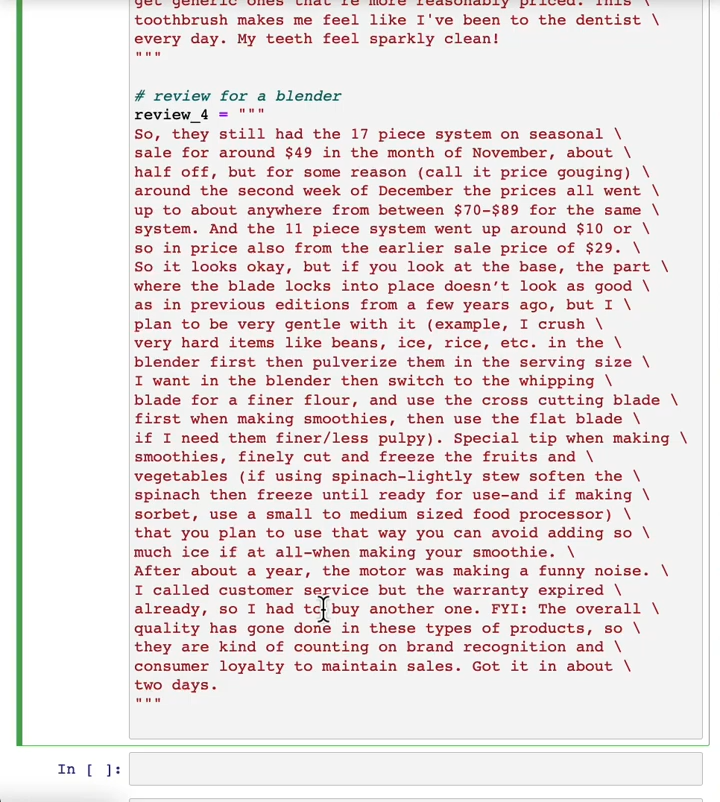 get generic ones that're more reasonably priced. This \
toothbrush makes me feel like I've been to the dentist \
every day. My teeth feel sparkly clean!
"""
# review for a blender
review_4 = """
So, they still had the 17 piece system on seasonal \
sale for around $49 in the month of November, about \
half off, but for some reason (call it price gouging) \
around the second week of December the prices all went \
up to about anywhere from between $70-$89 for the same \
system. And the 11 piece system went up around $10 or \
so in price also from the earlier sale price of $29. \
So it looks okay, but if you look at the base, the part \
where the blade locks into place doesn’t look as good \
as in previous editions from a few years ago, but I \
plan to be very gentle with it (example, I crush \
very hard items like beans, ice, rice, etc. in the \
blender first then pulverize them in the serving size \
I want in the blender then switch to the whipping \
blade for a finer flour, and use the cross cutting blade \
first when making smoothies, then use the flat blade \
if I need them finer/less pulpy). Special tip when making \
smoothies, finely cut and freeze the fruits and \
vegetables (if using spinach-lightly stew soften the \
spinach then freeze until ready for use-and if making \
sorbet, use a small to medium sized food processor) \
that you plan to use that way you can avoid adding so \
much ice if at all-when making your smoothie. \
After about a year, the motor was making a funny noise. \
I called customer service but the warranty expired \
already, so I had to buy another one. FYI: The overall \
quality has gone done in these types of products, so \
they are kind of counting on brand recognition and \
consumer loyalty to maintain sales. Got it in about \
two days.
"""
In [ ]: